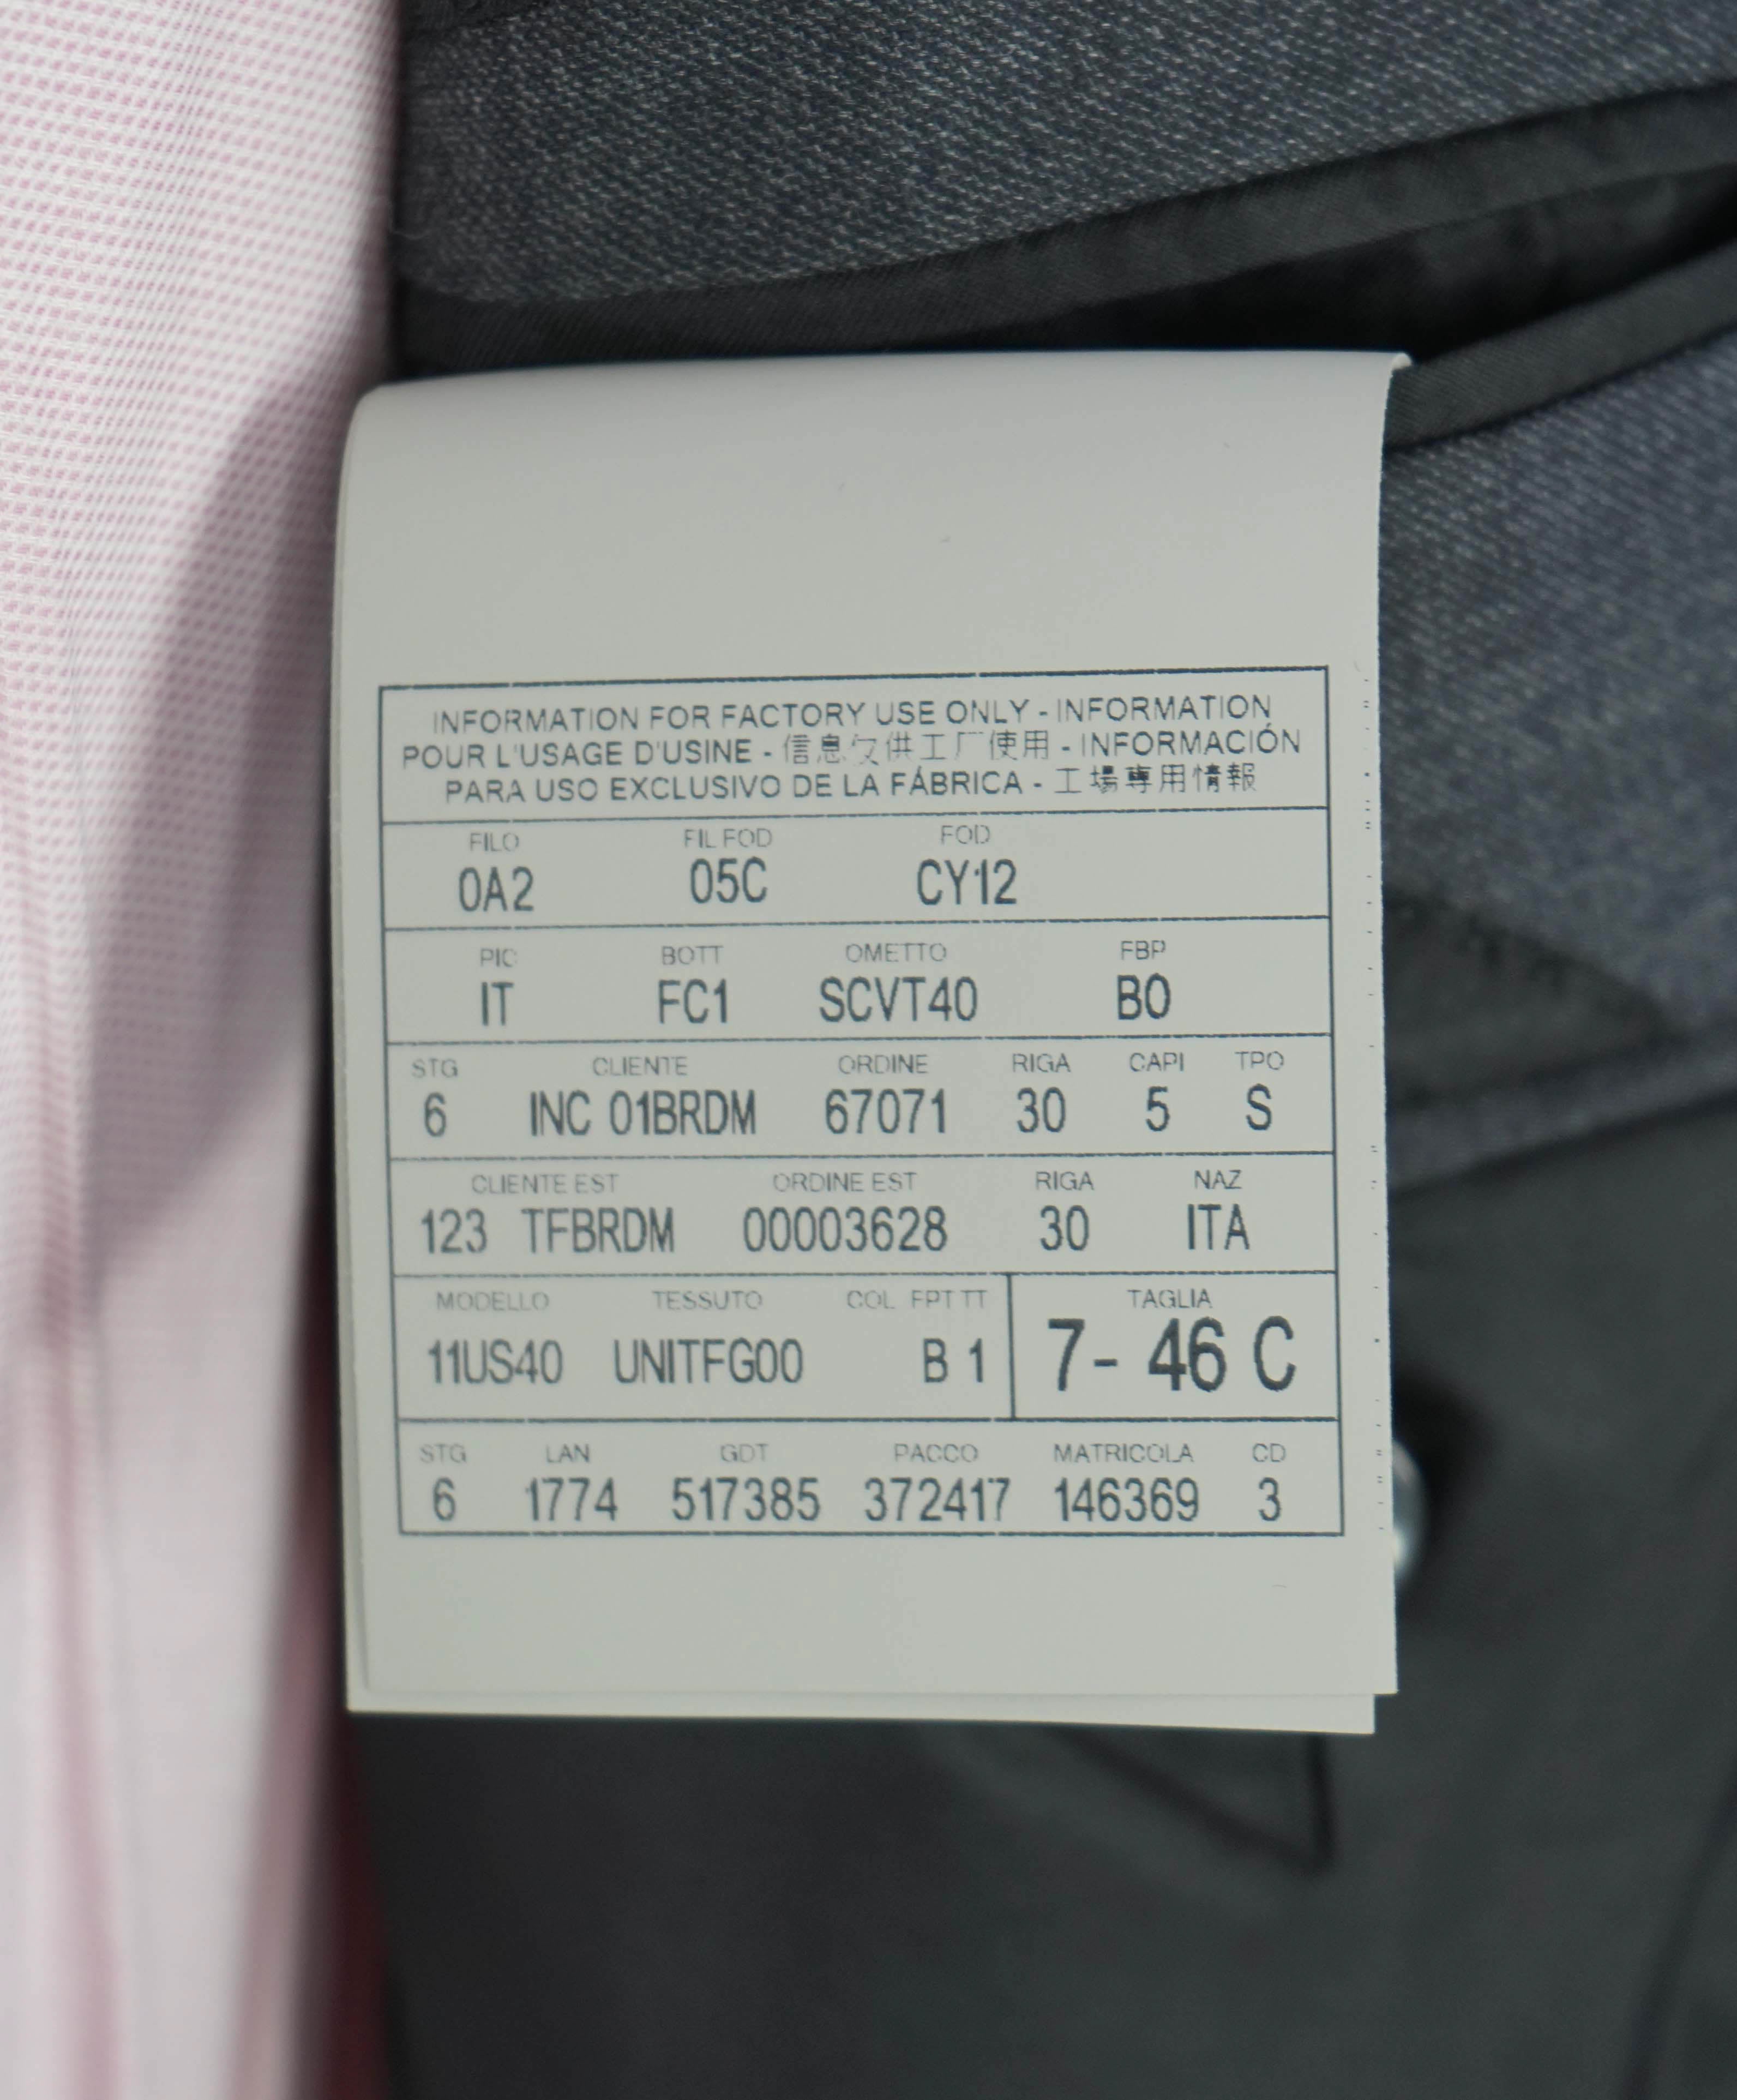 INFORMATION FOR FACTORY USE ONLY - INFORMATION
POUR L'USAGE D'USINE - 信息仅供工厂使用 - INFORMACIÓN
PARA USO EXCLUSIVO DE LA FÁBRICA - 工場専用情報
FILO FIL FOD FOD
0A2 05C CY12
PIC BOTT OMETTO FBP
IT FC1 SCVT40 B0
STG CLIENTE ORDINE RIGA CAPI TPO
6 INC 01BRDM 67071 30 5 S
CLIENTE EST ORDINE EST RIGA NAZ
123 TFBRDM 00003628 30 ITA
MODELLO TESSUTO COL FPT TT TAGLIA
11US40 UNITFG00 B 1 7- 46 C
STG LAN GDT PACCO MATRICOLA CD
6 1774 517385 372417 146369 3